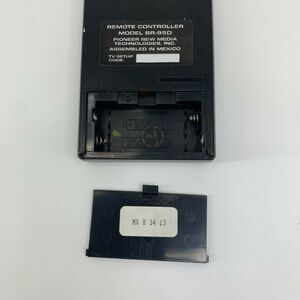 REMOTE CONTROLLER
MODEL BR-95D
PIONEER NEW MEDIA
TECHNOLOGIES, INC.
ASSEMBLED IN MEXICO
TV SETUP
CODE:
MX 8 34 13